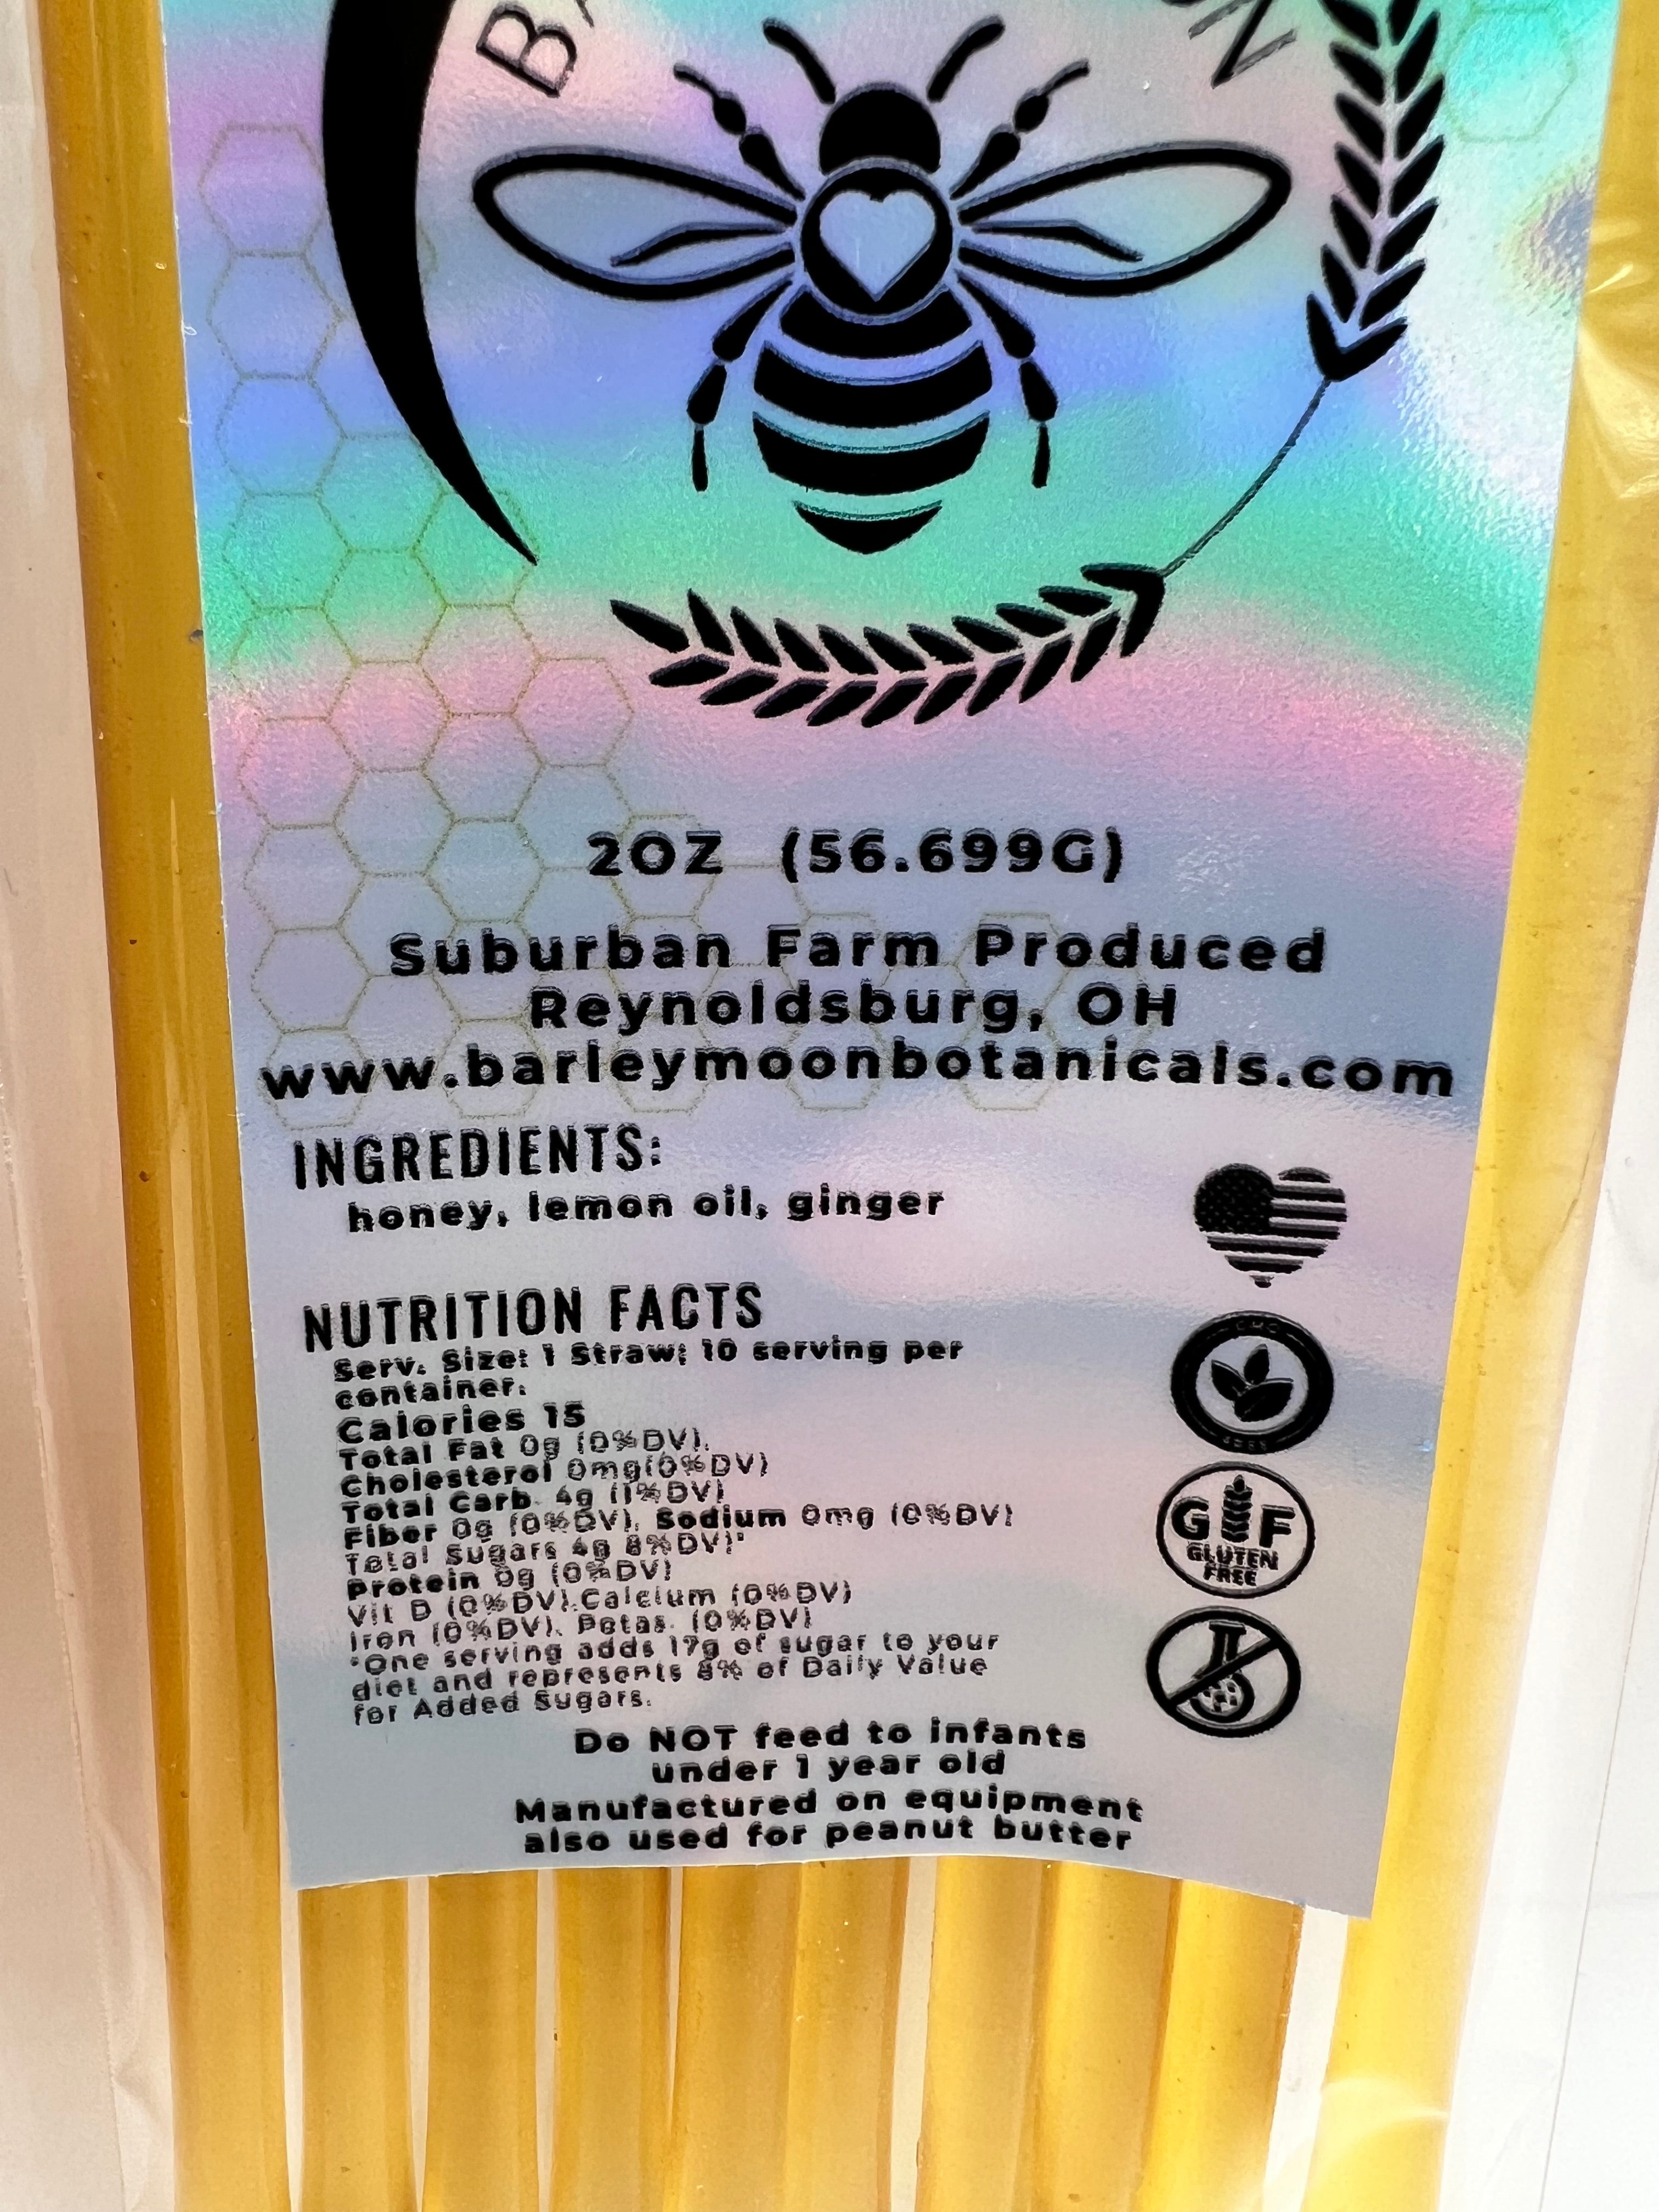 BA
N
2OZ (56.699G)
Suburban Farm Produced
Reynoldsburg, OH
www.barleymoonbotanicals.com
INGREDIENTS:
honey, lemon oil, ginger
NUTRITION FACTS
Serv. Size: 1 Straw; 10 serving per
container.
Calories 15
Total Fat 0g (0%DV).
Cholesterol 0mg(0%DV)
Total Carb. 4g (1%DV)
Fiber 0g (0%DV), Sodium 0mg (0%DV)
Total Sugars 4g 8%DV)*
Protein 0g (0%DV)
Vit D (0%DV).Calcium (0%DV)
Iron (0%DV), Potas. (0%DV)
*One serving adds 17g of sugar to your
diet and represents 8% of Daily Value
for Added Sugars.
G F
GLUTEN
FREE
Do NOT feed to infants
under 1 year old
Manufactured on equipment
also used for peanut butter